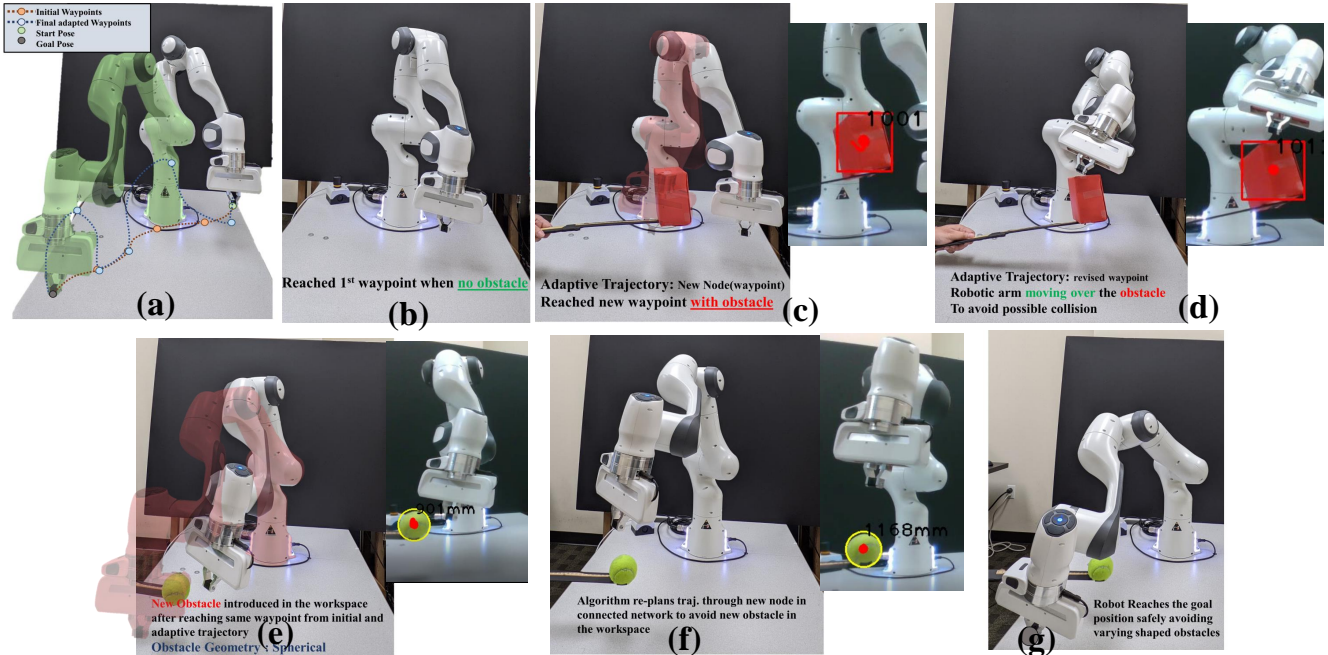 Initial Waypoints
Final adapted Waypoints
Start Pose
Goal Pose
(a)
Reached 1st waypoint when no obstacle
(b)
Adaptive Trajectory: New Node(waypoint)
Reached new waypoint with obstacle
(c)
1001
Adaptive Trajectory: revised waypoint
Robotic arm moving over the obstacle
To avoid possible collision
(d)
New Obstacle introduced in the workspace
after reaching same waypoint from initial and
adaptive trajectory
Obstacle Geometry : Spherical
(e)
901mm
Algorithm re-plans traj. through new node in
connected network to avoid new obstacle in
the workspace
(f)
1168mm
Robot Reaches the goal
position safely avoiding
varying shaped obstacles
(g)